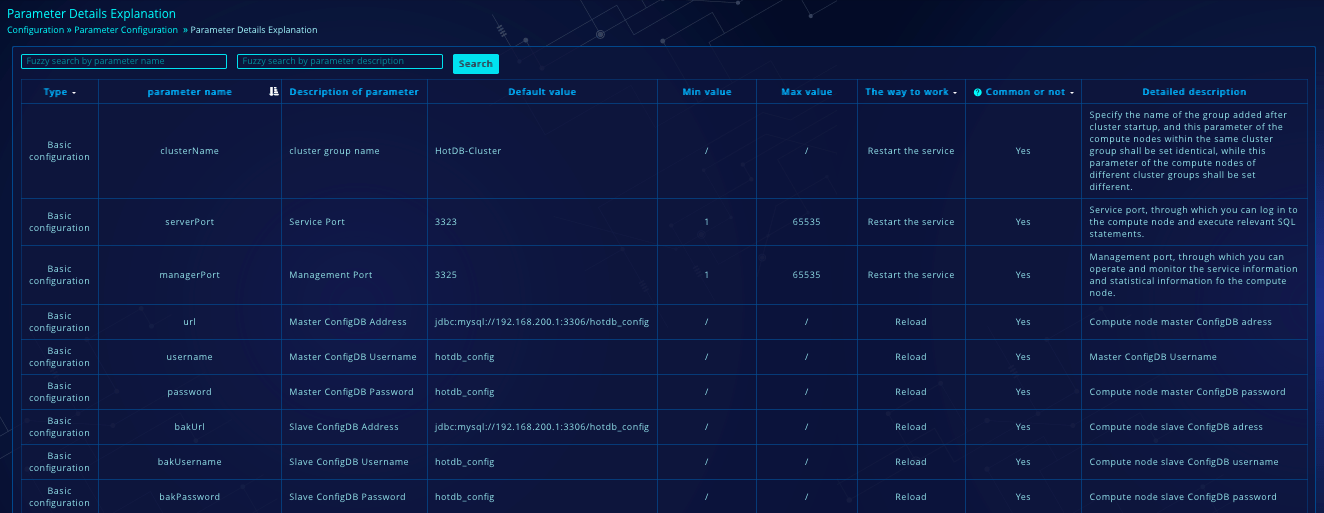 Parameter Details Explanation
Configuration » Parameter Configuration » Parameter Details Explanation
Fuzzy search by parameter name Fuzzy search by parameter description Search
Type parameter name Description of parameter Default value Min value Max value The way to work Common or not Detailed description
Basic configuration clusterName cluster group name HotDB-Cluster / / Restart the service Yes Specify the name of the group added after
cluster startup, and this parameter of the
compute nodes within the same cluster
group shall be set identical, while this
parameter of the compute nodes of
different cluster groups shall be set
different.
Basic configuration serverPort Service Port 3323 1 65535 Restart the service Yes Service port, through which you can log in to
the compute node and execute relevant SQL
statements.
Basic configuration managerPort Management Port 3325 1 65535 Restart the service Yes Management port, through which you can
operate and monitor the service information
and statistical information fo the compute
node.
Basic configuration url Master ConfigDB Address jdbc:mysql://192.168.200.1:3306/hotdb_config / / Reload Yes Compute node master ConfigDB adress
Basic configuration username Master ConfigDB Username hotdb_config / / Reload Yes Master ConfigDB Username
Basic configuration password Master ConfigDB Password hotdb_config / / Reload Yes Compute node master ConfigDB password
Basic configuration bakUrl Slave ConfigDB Address jdbc:mysql://192.168.200.1:3306/hotdb_config / / Reload Yes Compute node slave ConfigDB adress
Basic configuration bakUsername Slave ConfigDB Username hotdb_config / / Reload Yes Compute node slave ConfigDB username
Basic configuration bakPassword Slave ConfigDB Password hotdb_config / / Reload Yes Compute node slave ConfigDB password